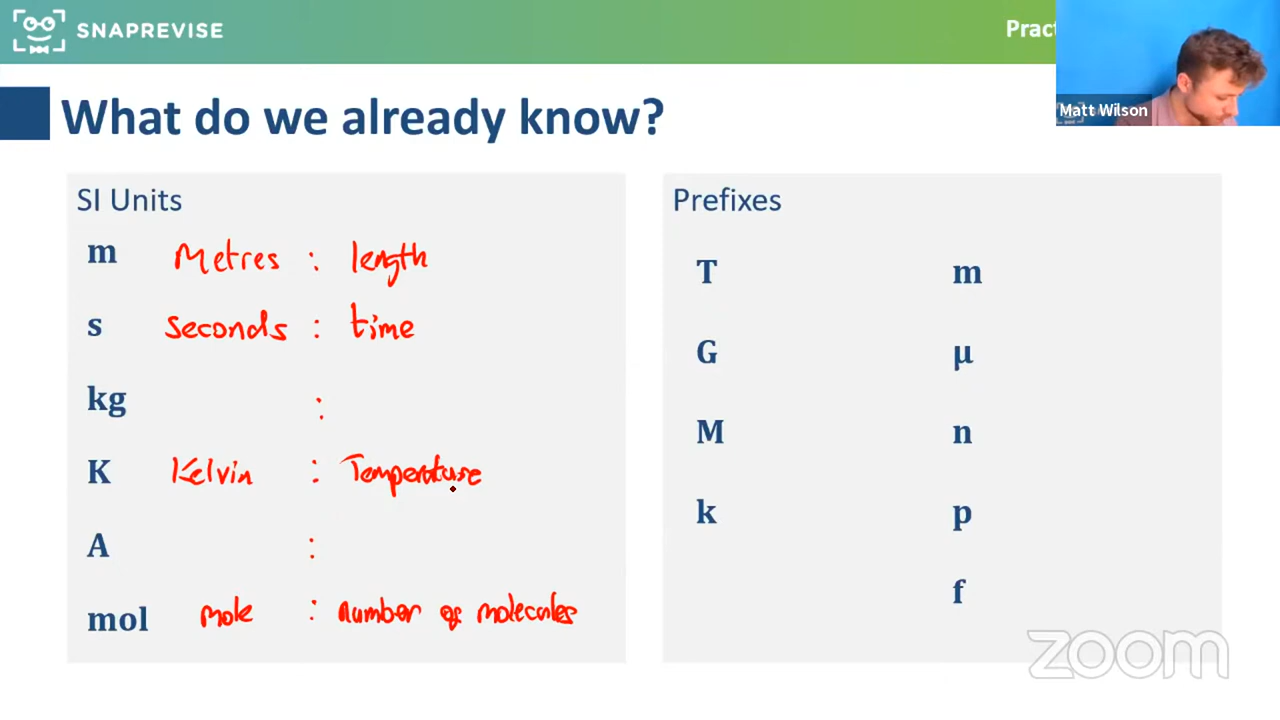 SNAPREVISE
Pract
Matt Wilson
What do we already know?
SI Units
m Metres : length
s seconds : time
kg :
K Kelvin : Temperature
A :
mol mole : number of molecules
Prefixes
T m
G μ
M n
k p
f
zoom